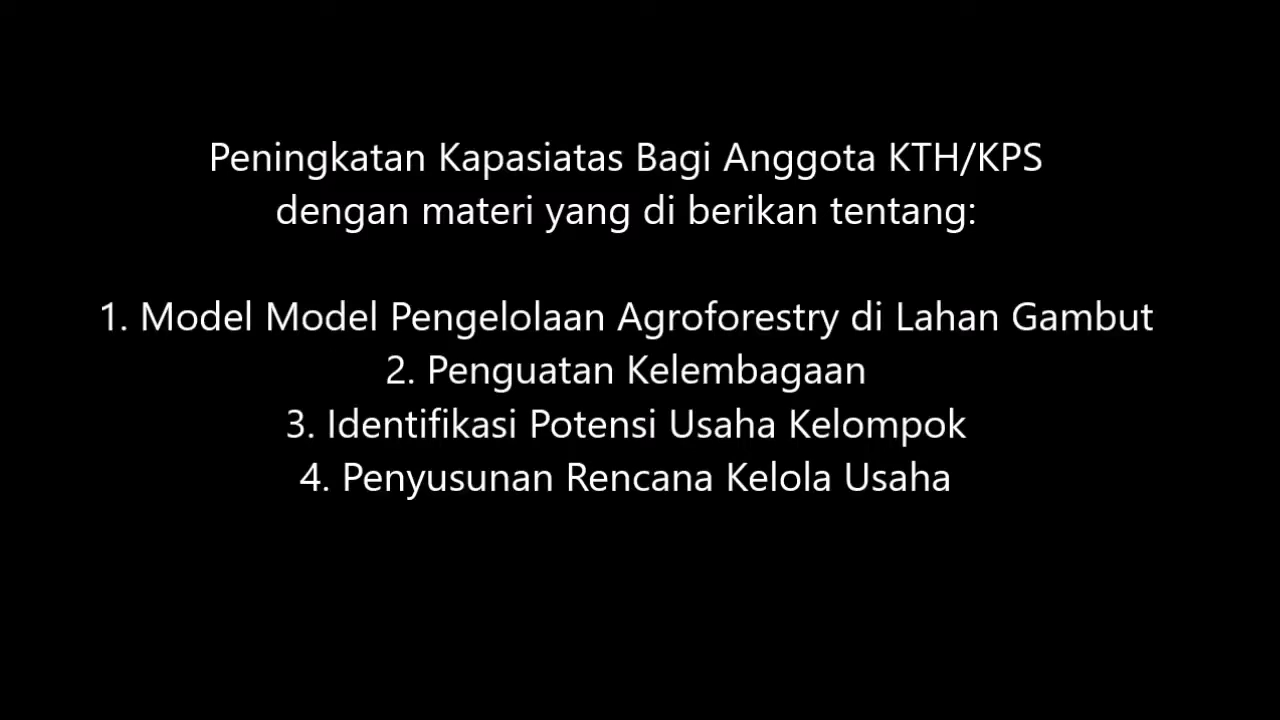 Peningkatan Kapasiatas Bagi Anggota KTH/KPS
dengan materi yang di berikan tentang:
1. Model Model Pengelolaan Agroforestry di Lahan Gambut
2. Penguatan Kelembagaan
3. Identifikasi Potensi Usaha Kelompok
4. Penyusunan Rencana Kelola Usaha